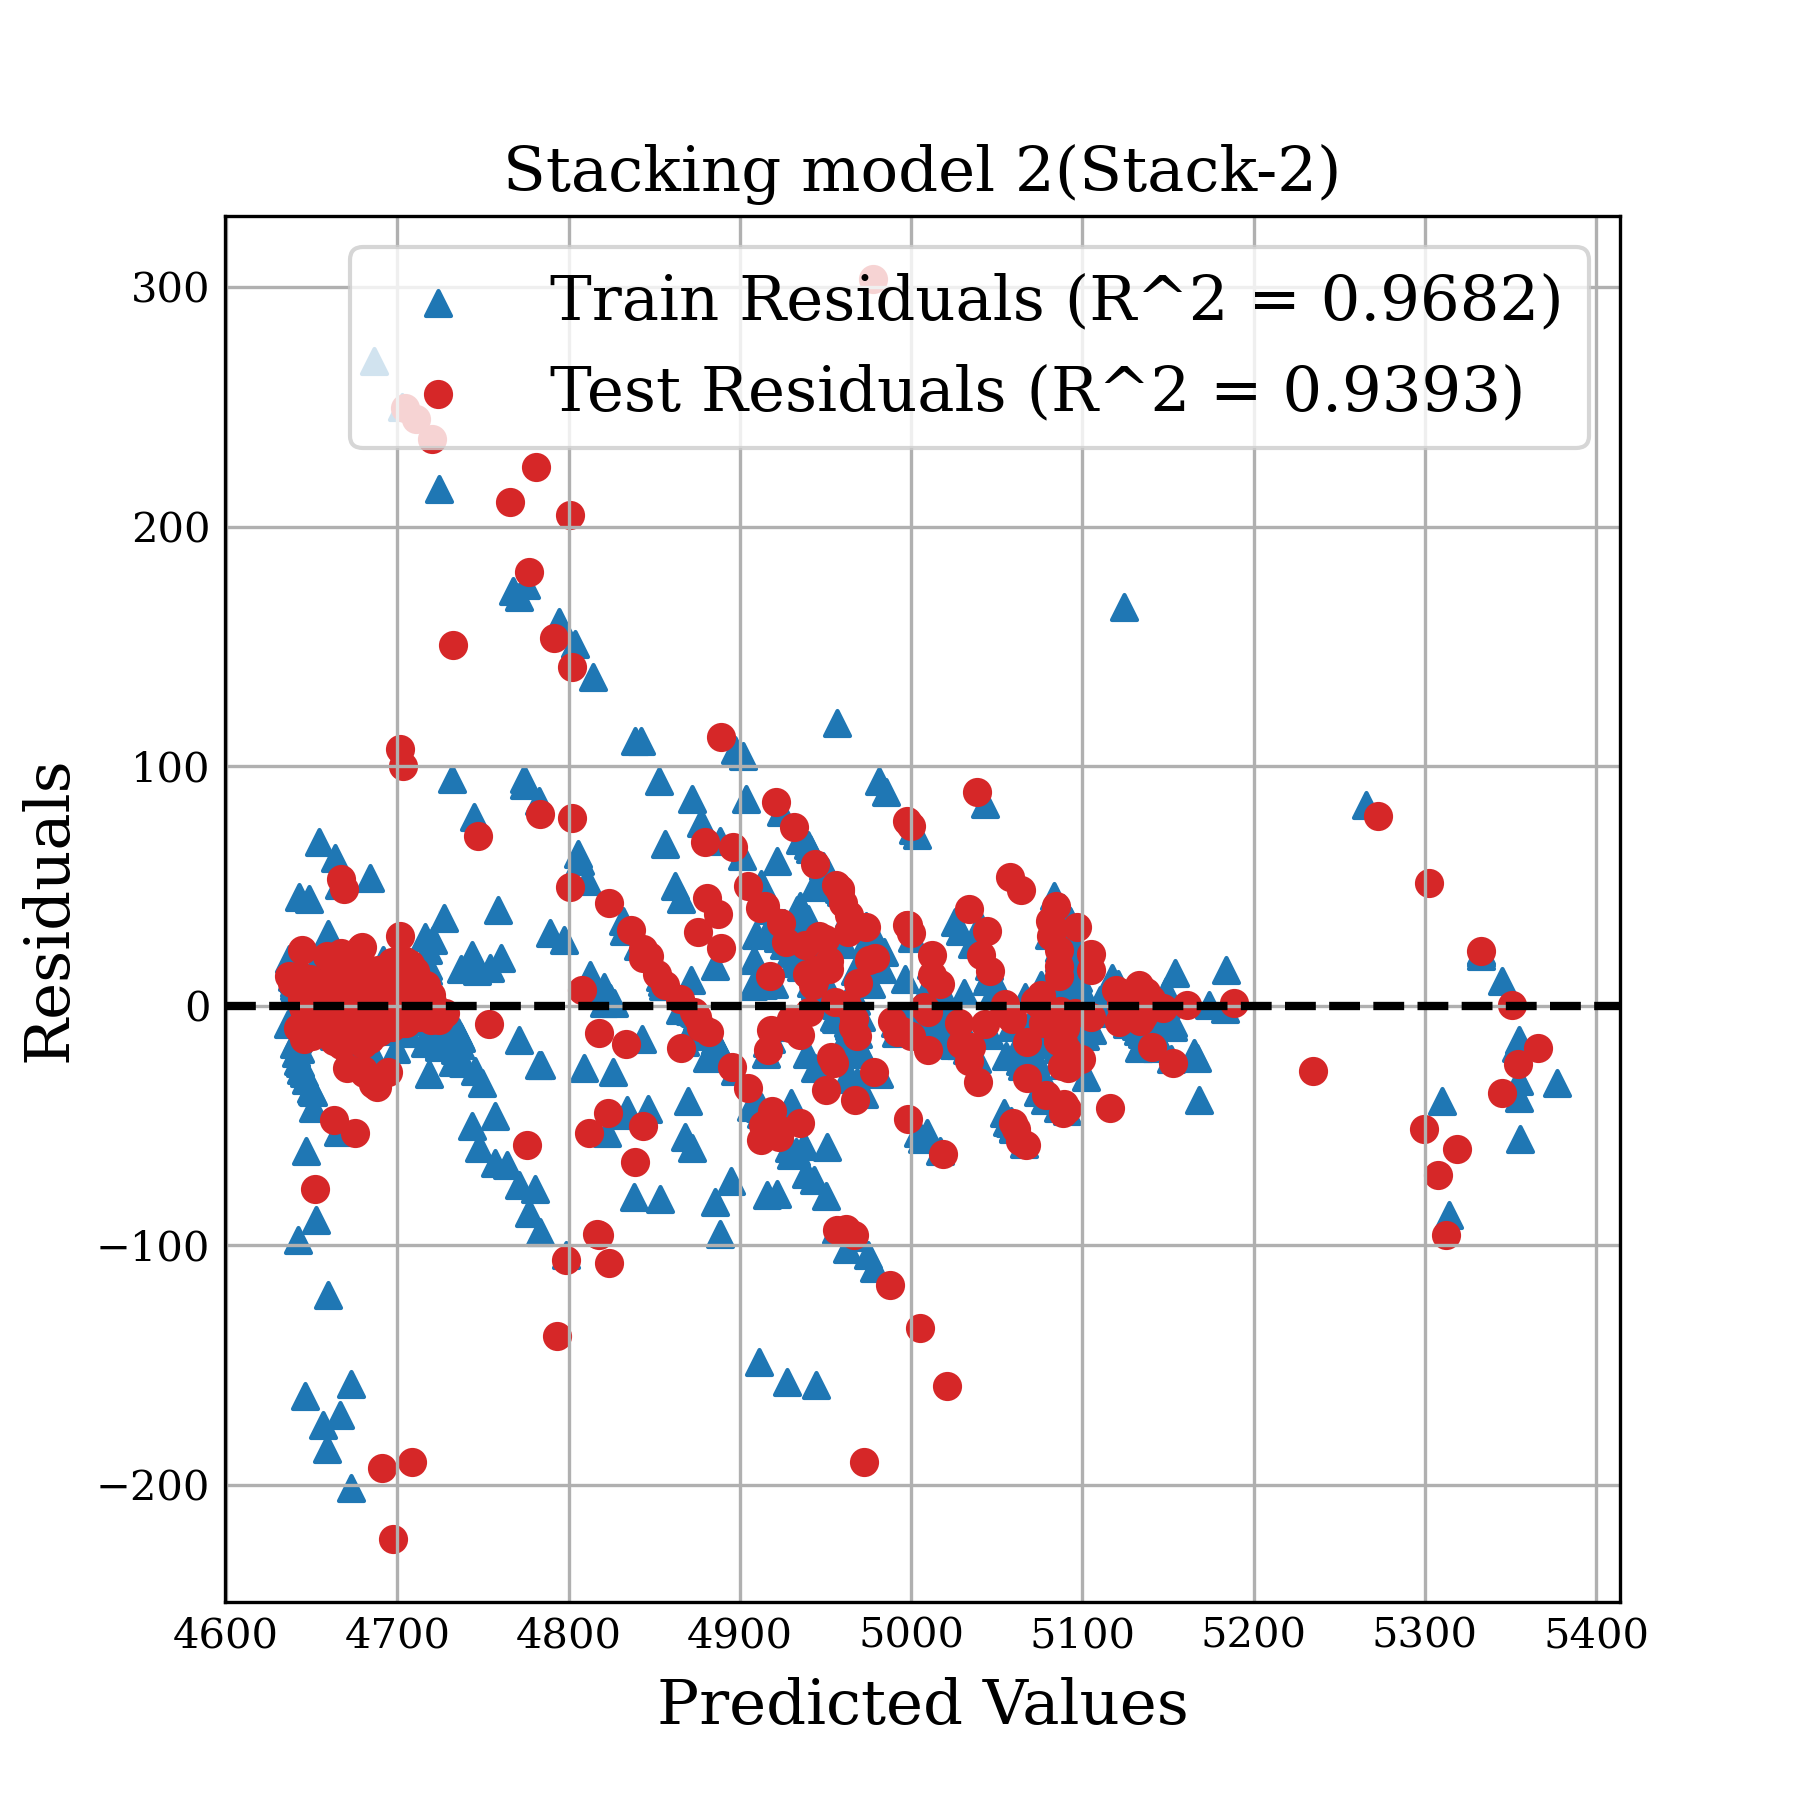 Stacking model 2(Stack-2)
Train Residuals (R^2 = 0.9682)
Test Residuals (R^2 = 0.9393)
300
200
100
0
−100
−200
Residuals
4600 4700 4800 4900 5000 5100 5200 5300 5400
Predicted Values